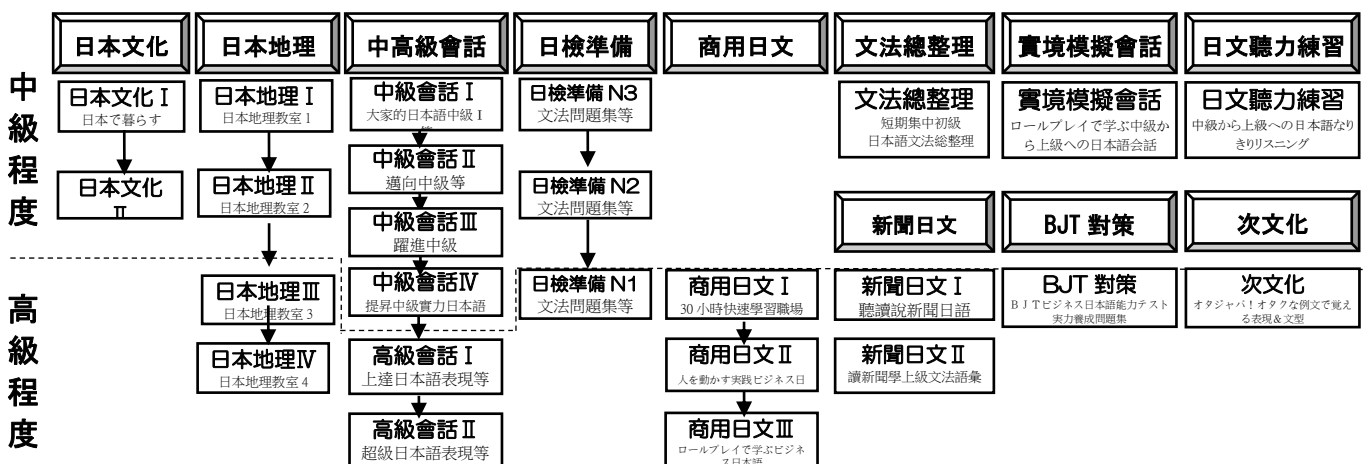 日本文化
日本地理
中高級會話
日檢準備
商用日文
文法總整理
實境模擬會話
日文聽力練習
中級程度
日本文化 I
日本で暮らす
日本文化
II
日本地理 I
日本地理教室 1
日本地理 II
日本地理教室 2
中級會話 I
大家的日本語中級 I
等
中級會話 II
邁向中級等
中級會話III
躍進中級
中級會話IV
提昇中級實力日本語
日檢準備 N3
文法問題集等
日檢準備 N2
文法問題集等
文法總整理
短期集中初級
日本語文法総整理
實境模擬會話
ロールプレイで学ぶ中級か
ら上級への日本語会話
日文聽力練習
中級から上級への日本語なり
きりリスニング
新聞日文
BJT 對策
次文化
高級程度
日本地理III
日本地理教室 3
日本地理IV
日本地理教室 4
高級會話 I
上達日本語表現等
高級會話 II
超級日本語表現等
日檢準備 N1
文法問題集等
商用日文 I
30 小時快速學習職場
商用日文 II
人を動かす実践ビジネス日
商用日文III
ロールプレイで学ぶビジネ
ス日本語
新聞日文 I
聽讀說新聞日語
新聞日文 II
讀新聞學上級文法語彙
BJT 對策
ＢＪＴビジネス日本語能力テスト
実力養成問題集
次文化
オタジャパ！オタクな例文で覚え
る表現＆文型